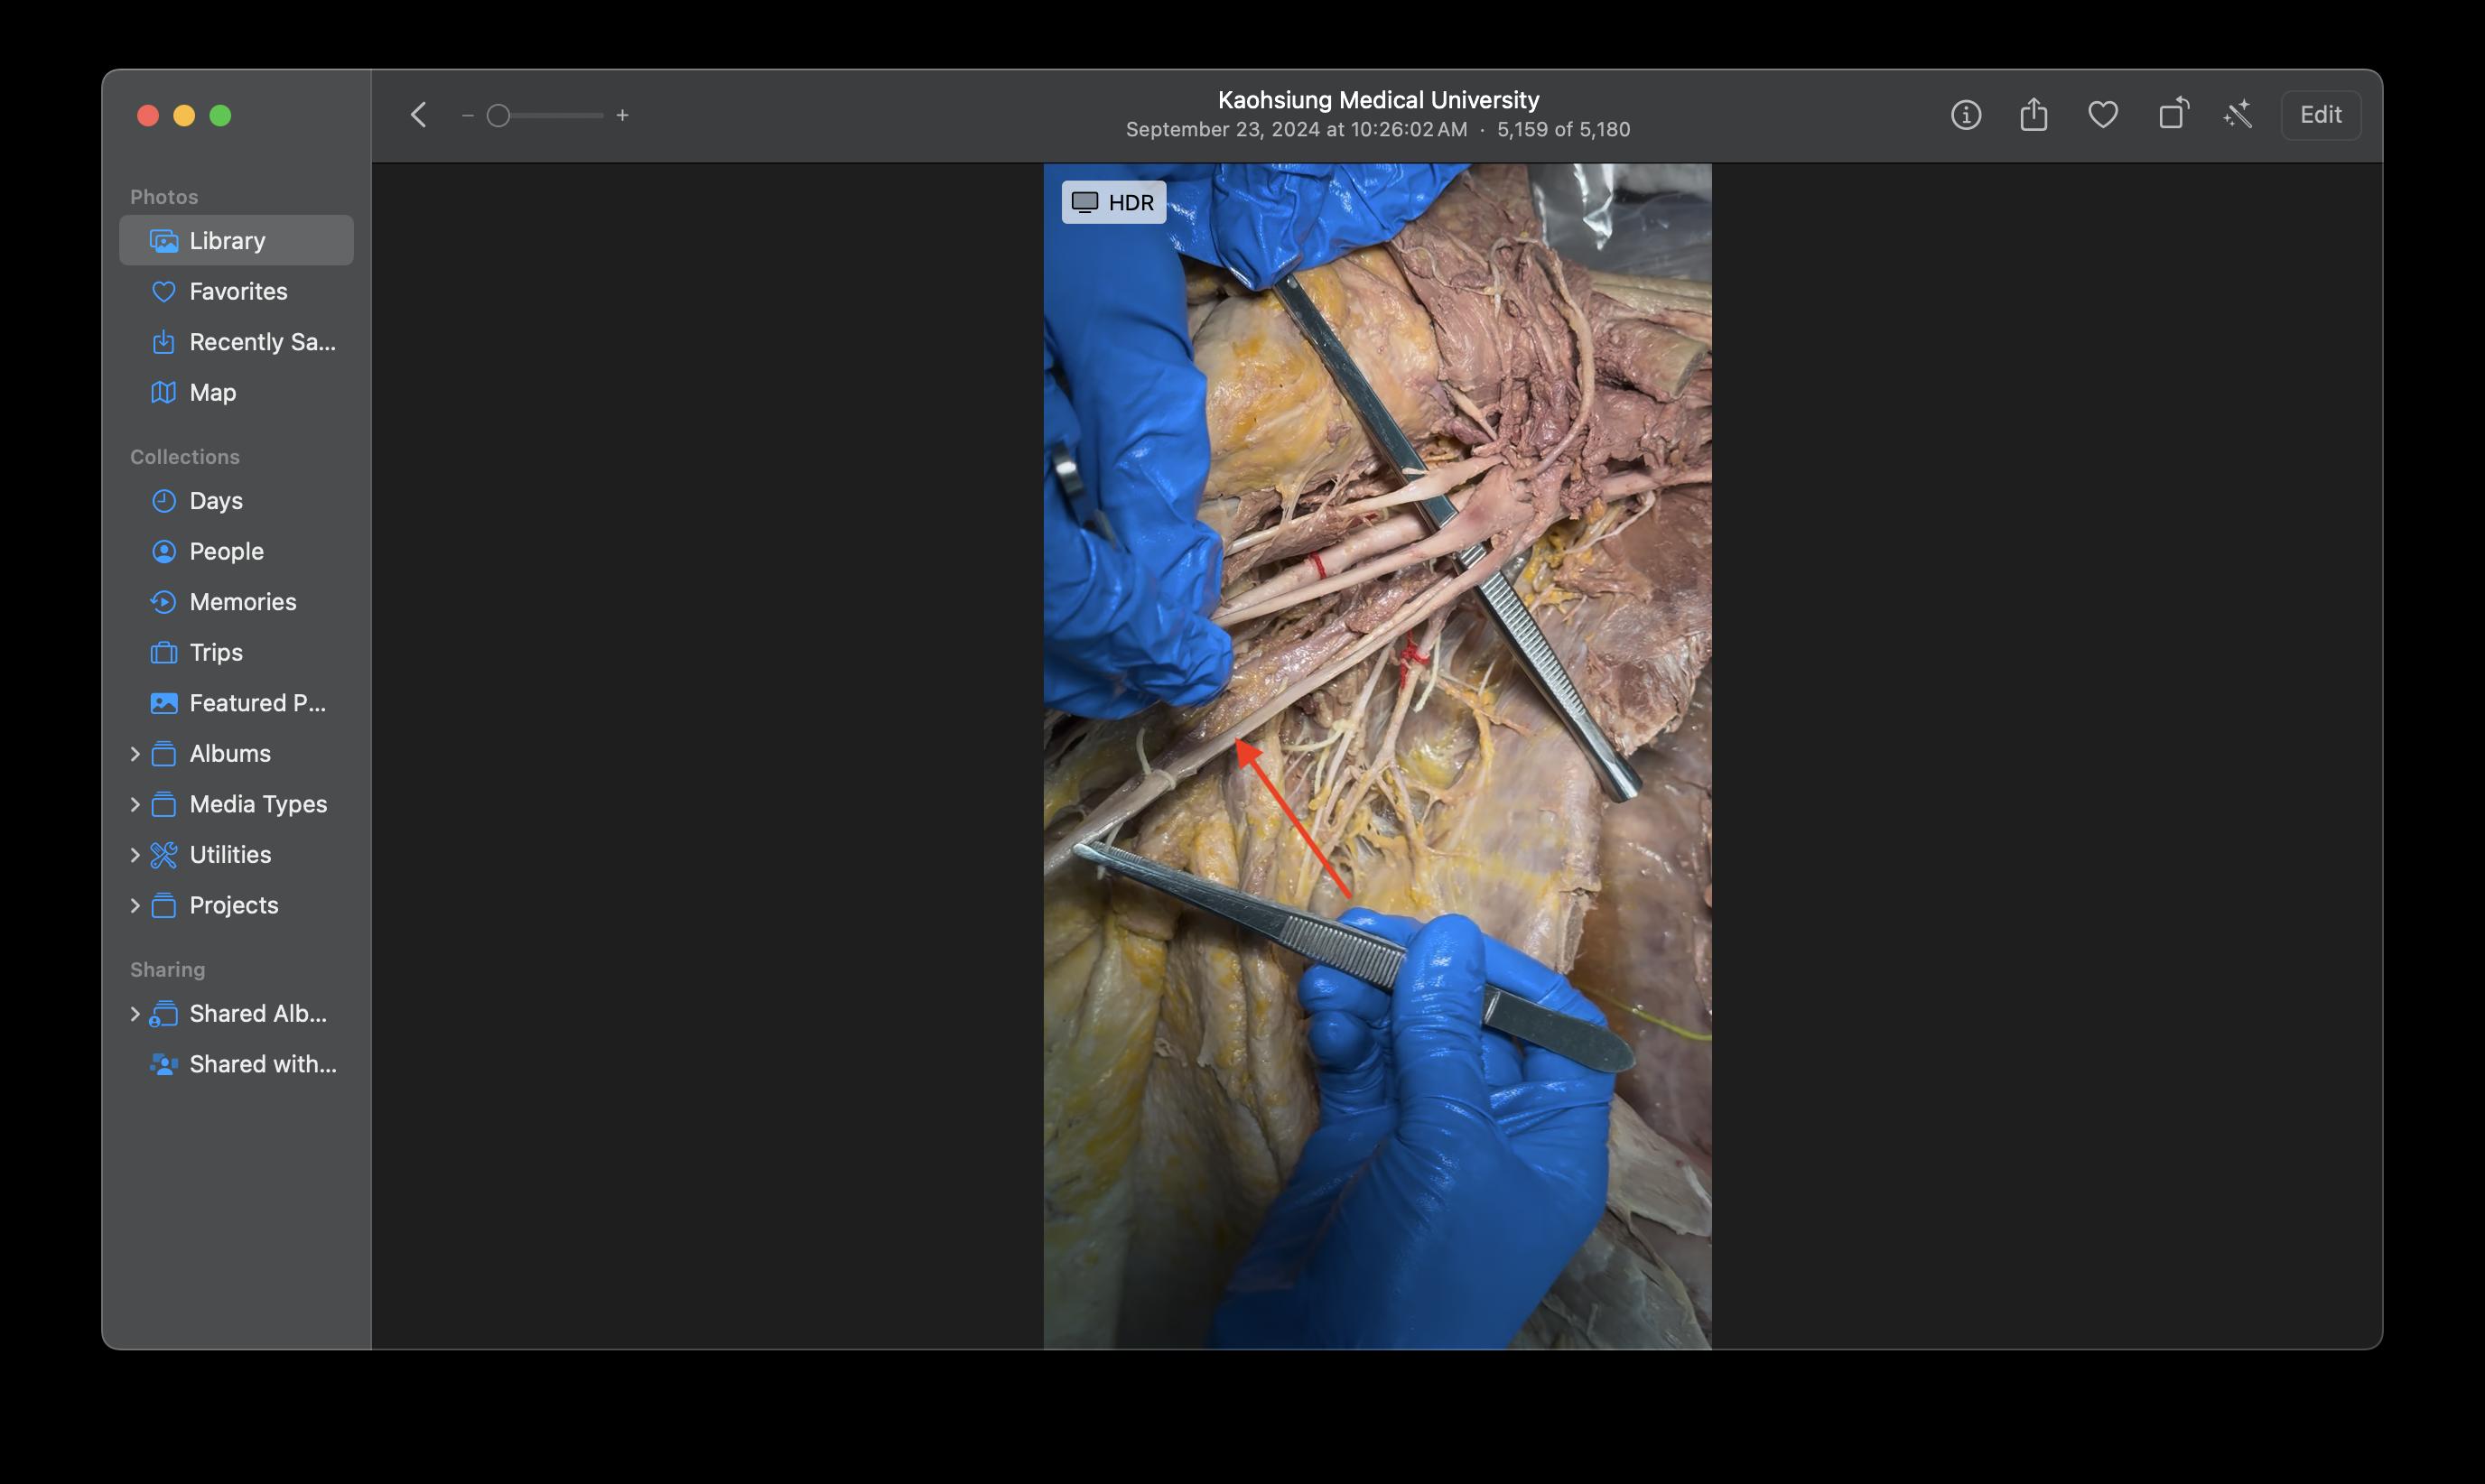 Kaohsiung Medical University
September 23, 2024 at 10:26:02 AM · 5,159 of 5,180
Edit
Photos
Library
Favorites
Recently Sa...
Map
Collections
Days
People
Memories
Trips
Featured P...
Albums
Media Types
Utilities
Projects
Sharing
Shared Alb...
Shared with...
HDR